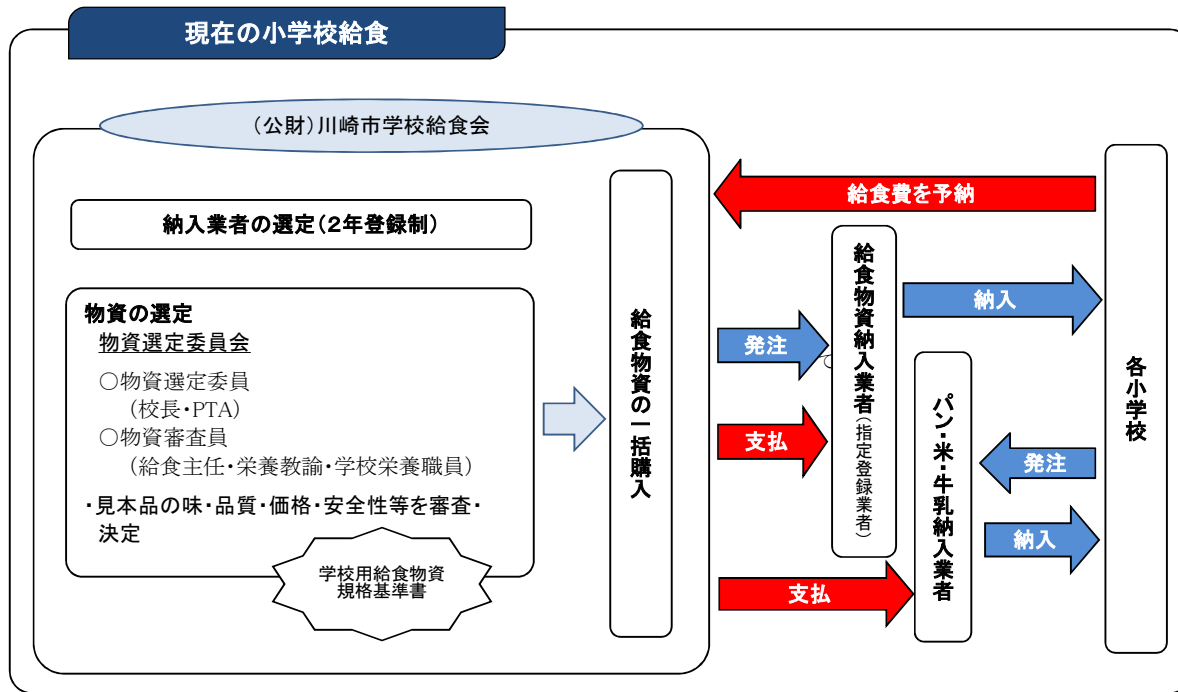 現在の小学校給食
（公財）川崎市学校給食会
納入業者の選定（２年登録制）
物資の選定
物資選定委員会
○物資選定委員
（校長・PTA）
○物資審査員
（給食主任・栄養教諭・学校栄養職員）
・見本品の味・品質・価格・安全性等を審査・
決定
学校用給食物資
規格基準書
給食物資の一括購入
給食費を予納
発注
支払
支払
給食物資納入業者（指定登録業者）
納入
パン・米・牛乳納入業者
発注
納入
各小学校